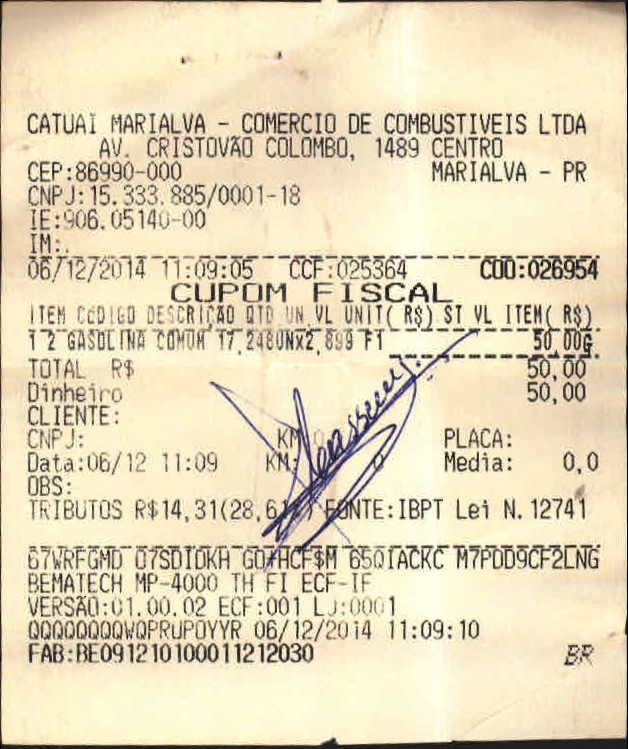 CATUAI MARIALVA - COMERCIO DE COMBUSTIVEIS LTDA
AV. CRISTOVÃO COLOMBO, 1489 CENTRO
CEP:86990-000 MARIALVA - PR
CNPJ:15.333.885/0001-18
IE:906.05140-00
IM:.
06/12/2014 11:09:05 CCF:025364 COO:026954
CUPOM FISCAL
ITEM CÓDIGO DESCRIÇÃO QTD UN VL UNIT( R$) ST VL ITEM( R$)
1 2 GASOLINA COMUM 17,248UNx2,899 F1 50,00G
TOTAL R$ 50,00
Dinheiro 50,00
CLIENTE:
CNPJ: KM PLACA:
Data:06/12 11:09 KM: 0 Media: 0,0
OBS:
TRIBUTOS R$14,31(28,61%) FONTE:IBPT Lei N.12741
M7PDD9CF2LNG
BEMATECH MP-4000 TH FI ECF-IF
VERSÃO:01.00.02 ECF:001 LJ:0001
QQQQQQQQWQPRUPOYYR 06/12/2014 11:09:10
FAB:BE091210100011212030 BR